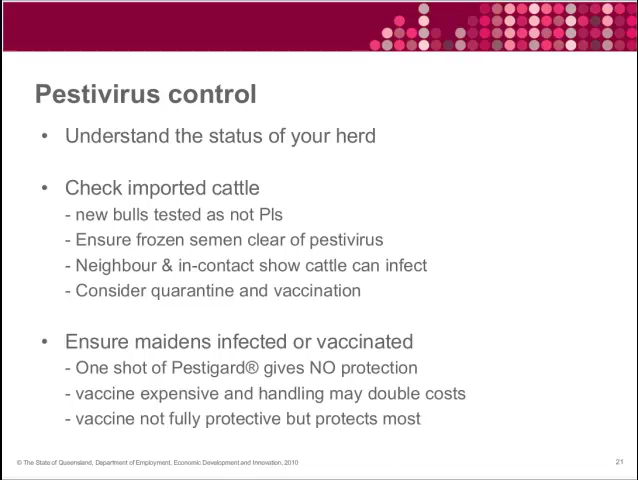 Pestivirus control
• Understand the status of your herd
• Check imported cattle
- new bulls tested as not PIs
- Ensure frozen semen clear of pestivirus
- Neighbour & in-contact show cattle can infect
- Consider quarantine and vaccination
• Ensure maidens infected or vaccinated
- One shot of Pestigard® gives NO protection
- vaccine expensive and handling may double costs
- vaccine not fully protective but protects most
© The State of Queensland, Department of Employment, Economic Development and Innovation, 2010
21